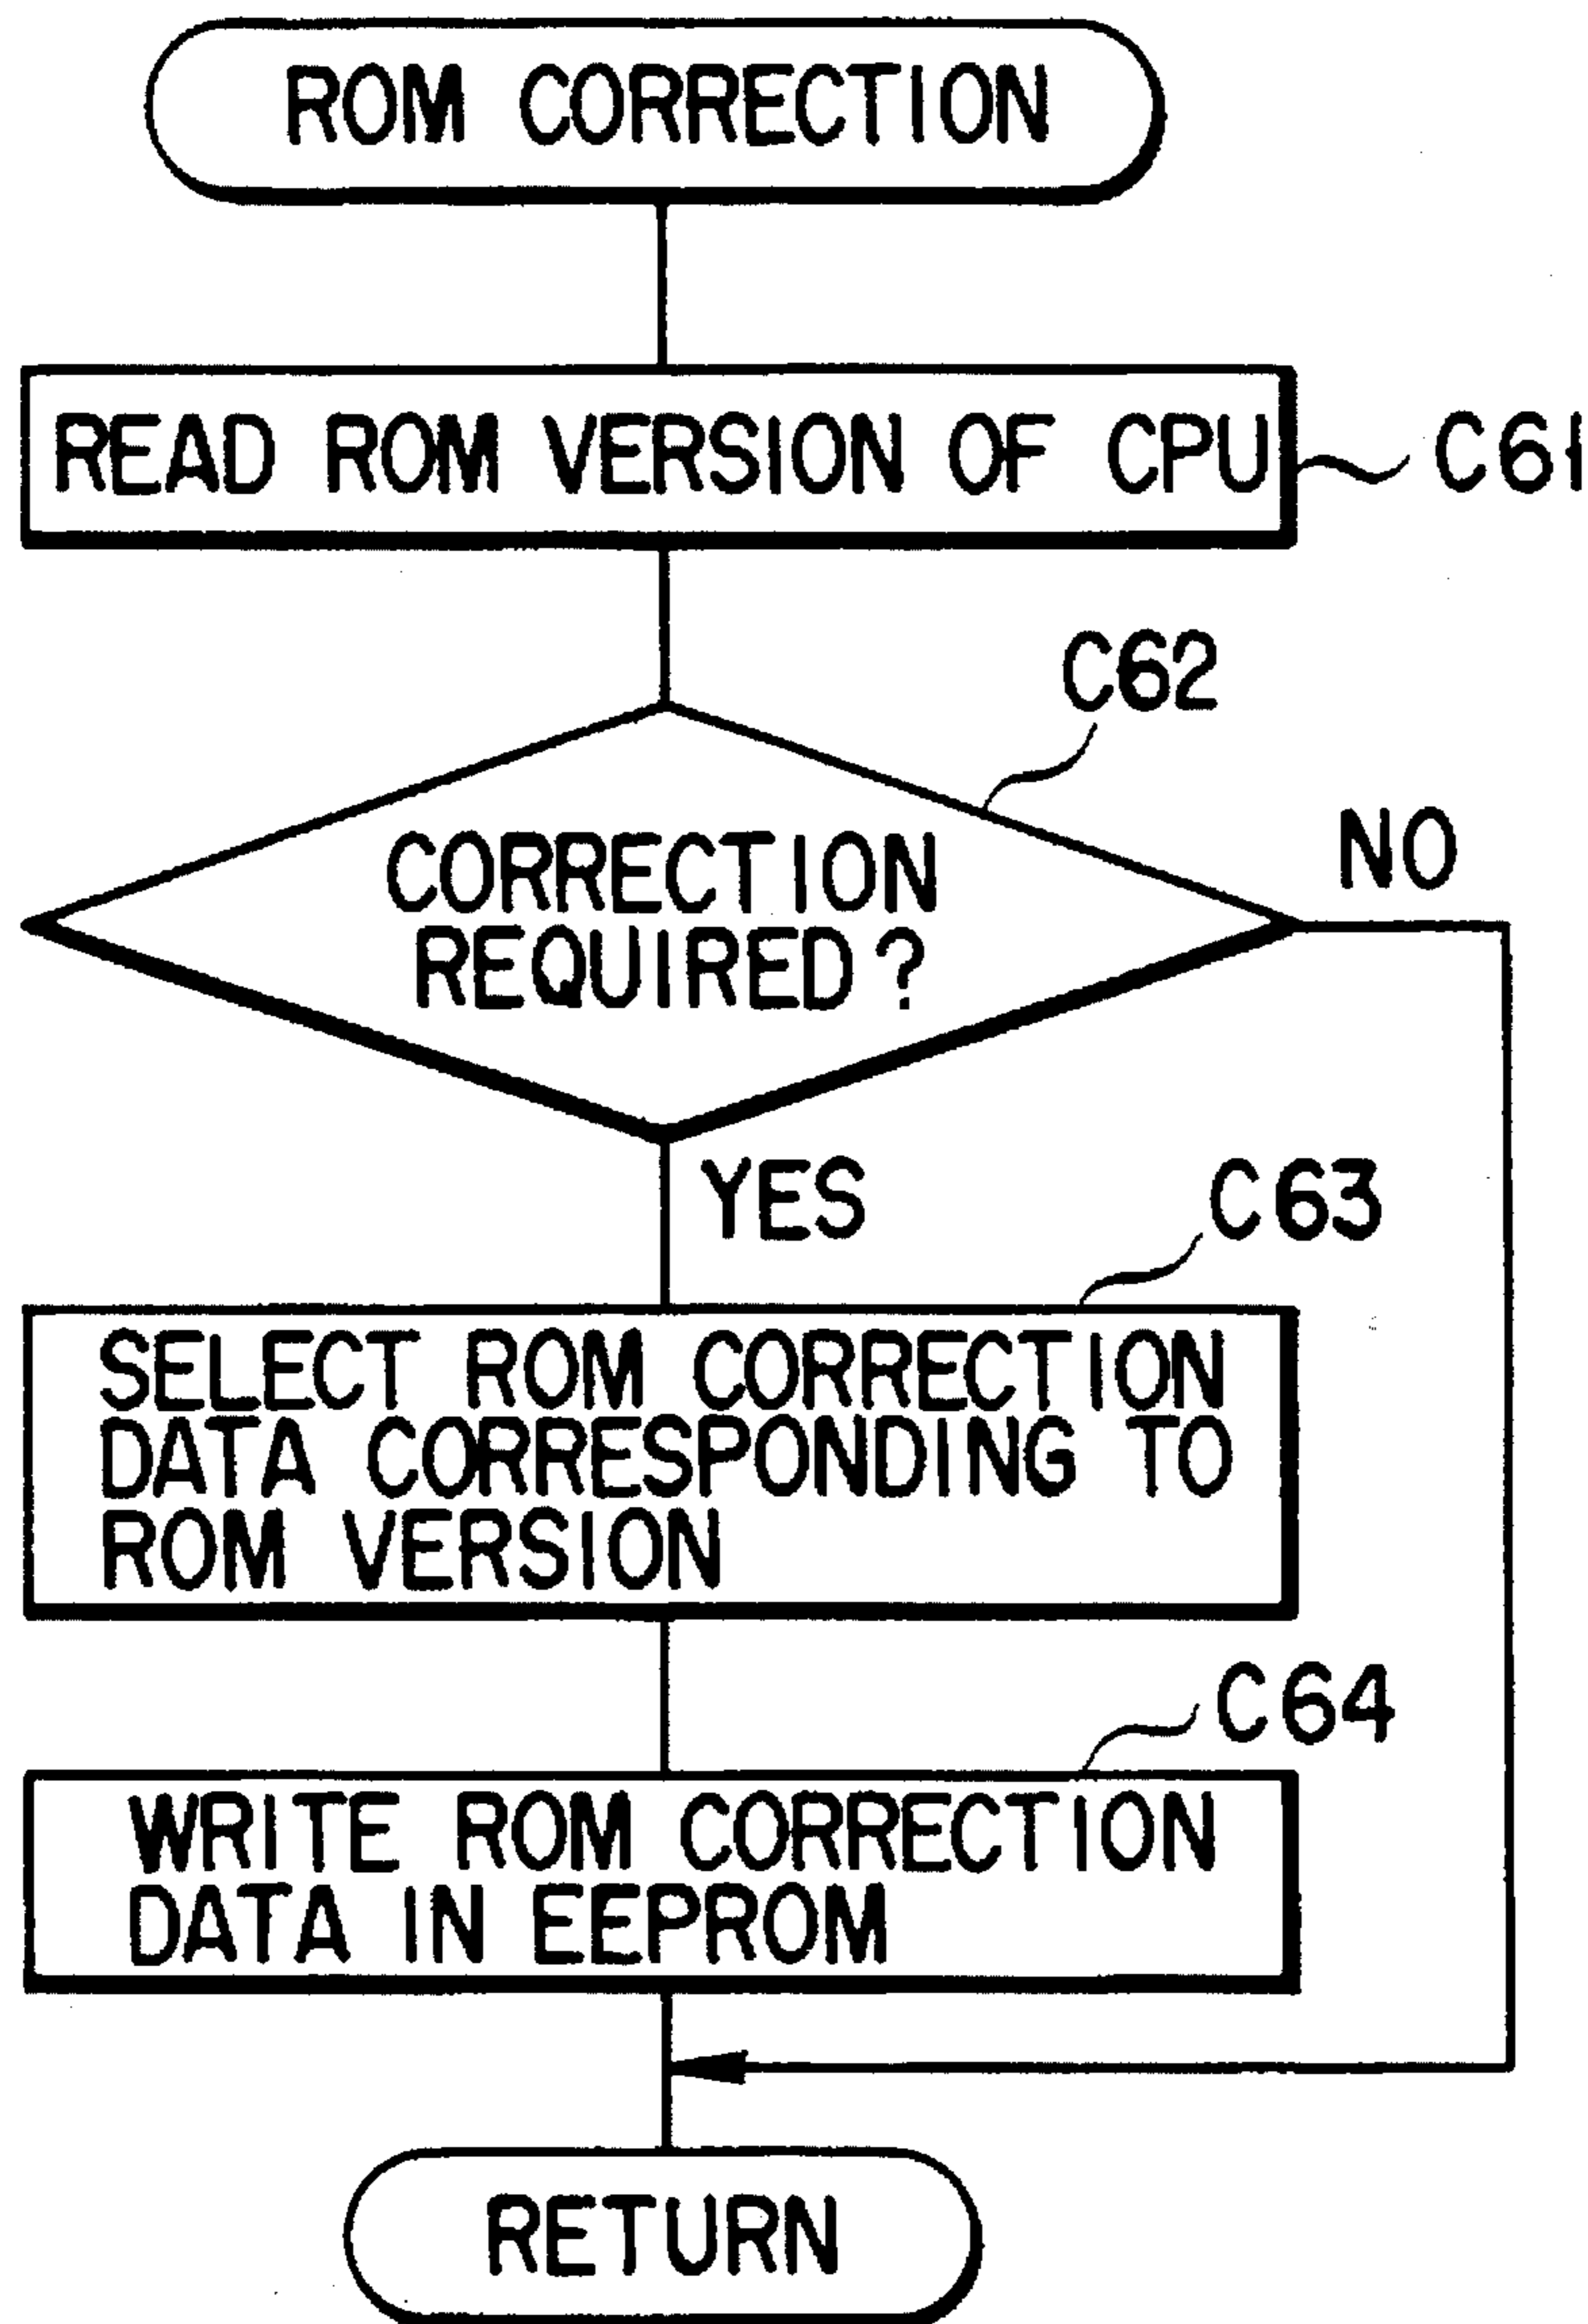 ROM CORRECTION
READ ROM VERSION OF CPU
C61
C62
CORRECTION
REQUIRED?
NO
YES
C63
SELECT ROM CORRECTION
DATA CORRESPONDING TO
ROM VERSION
C64
WRITE ROM CORRECTION
DATA IN EEPROM
RETURN